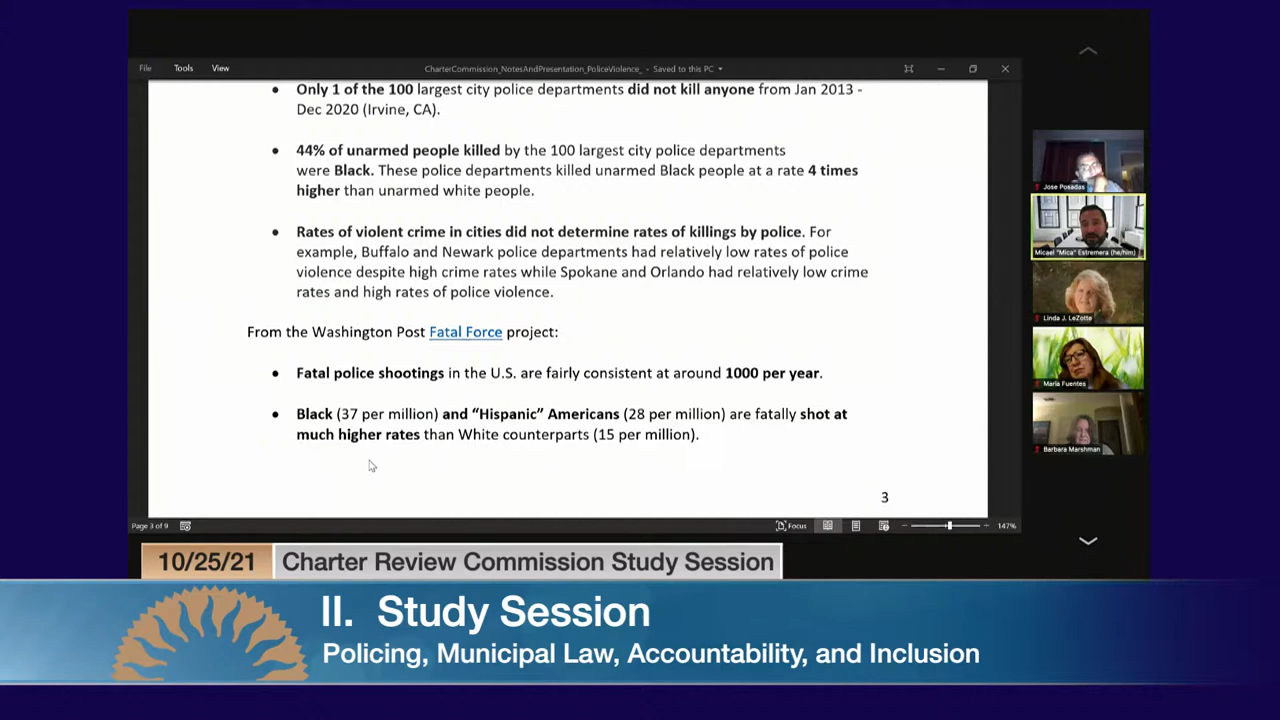 File Tools View CharterCommission_NotesAndPresentation_PoliceViolence_ - Saved to this PC
• Only 1 of the 100 largest city police departments did not kill anyone from Jan 2013 -
Dec 2020 (Irvine, CA).
• 44% of unarmed people killed by the 100 largest city police departments
were Black. These police departments killed unarmed Black people at a rate 4 times
higher than unarmed white people.
• Rates of violent crime in cities did not determine rates of killings by police. For
example, Buffalo and Newark police departments had relatively low rates of police
violence despite high crime rates while Spokane and Orlando had relatively low crime
rates and high rates of police violence.
From the Washington Post Fatal Force project:
• Fatal police shootings in the U.S. are fairly consistent at around 1000 per year.
• Black (37 per million) and “Hispanic” Americans (28 per million) are fatally shot at
much higher rates than White counterparts (15 per million).
3
Page 3 of 9
Focus
147%
Jose Posadas
Micael "Mica" Estremera (he/him)
Linda J. LeZotte
Maria Fuentes
Barbara Marshman
10/25/21 Charter Review Commission Study Session
II. Study Session
Policing, Municipal Law, Accountability, and Inclusion